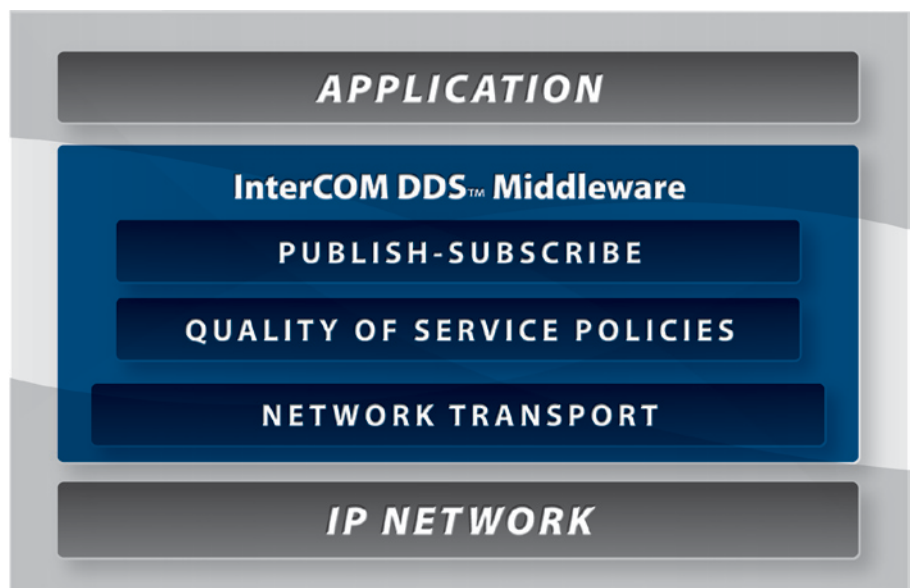 APPLICATION
InterCOM DDS™ Middleware
PUBLISH-SUBSCRIBE
QUALITY OF SERVICE POLICIES
NETWORK TRANSPORT
IP NETWORK